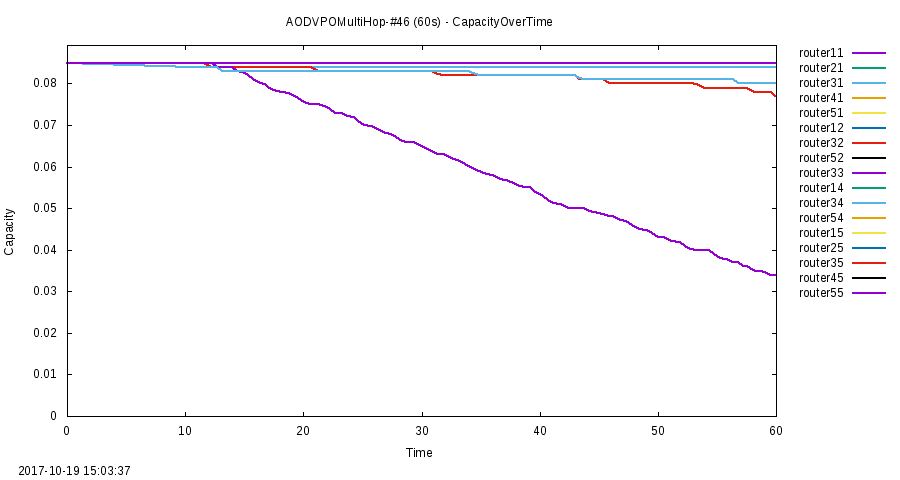 AODVPOMultiHop-#46 (60s) - CapacityOverTime
router11
router21
router31
router41
router51
router12
router32
router52
router33
router14
router34
router54
router15
router25
router35
router45
router55
0.08
0.07
0.06
0.05
0.04
0.03
0.02
0.01
0
Capacity
0 10 20 30 40 50 60
Time
2017-10-19 15:03:37